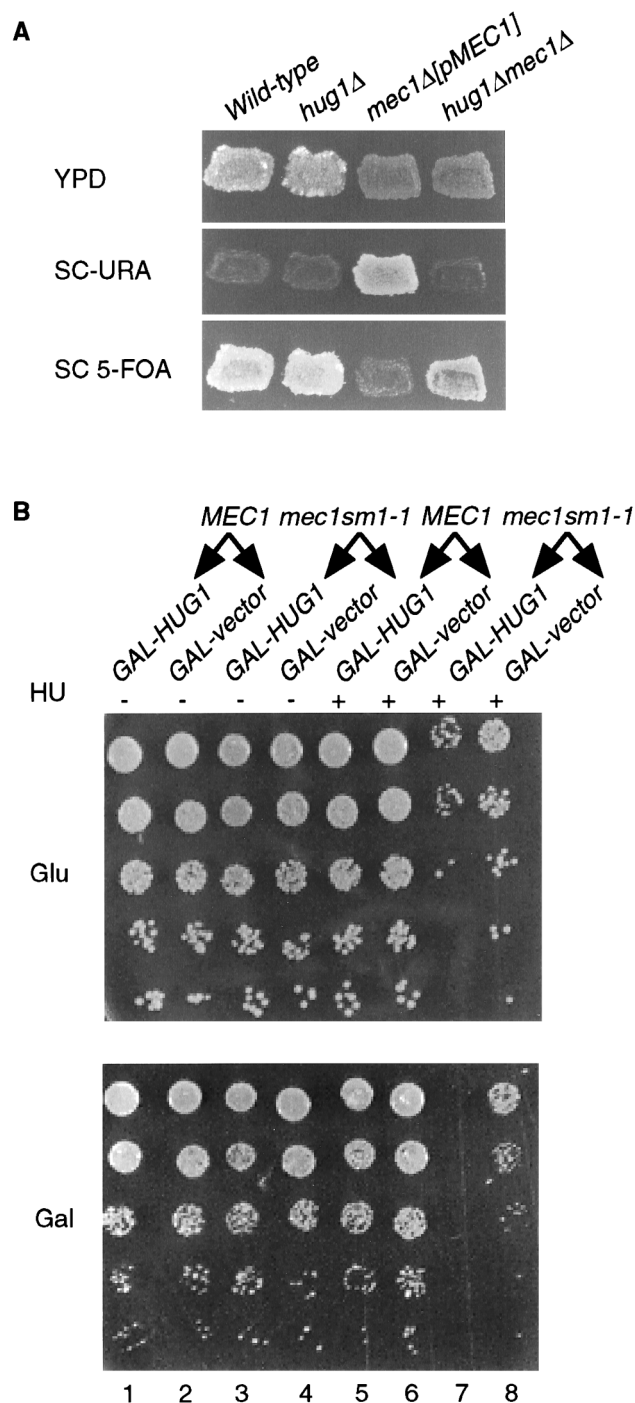 A
Wild-type hug1Δ mec1Δ[pMEC1] hug1Δmec1Δ
YPD
SC-URA
SC 5-FOA
B
MEC1 mec1sm1-1 MEC1 mec1sm1-1
GAL-HUG1 GAL-vector GAL-HUG1 GAL-vector GAL-HUG1 GAL-vector GAL-HUG1 GAL-vector
HU - - - - + + + +
Glu
Gal
1 2 3 4 5 6 7 8